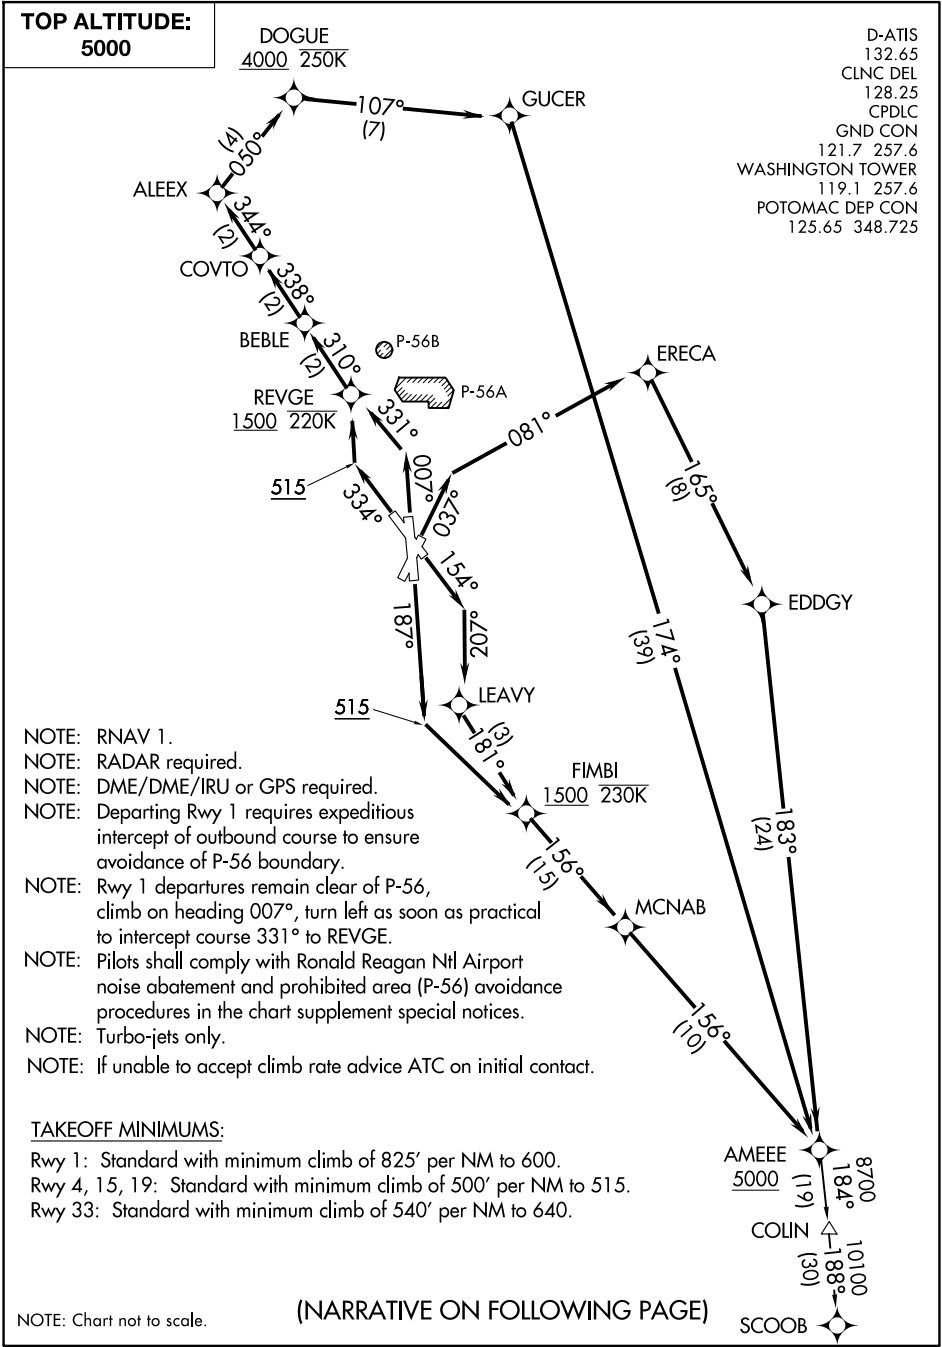 TOP ALTITUDE:
5000
D-ATIS
132.65
CLNC DEL
128.25
CPDLC
GND CON
121.7 257.6
WASHINGTON TOWER
119.1 257.6
POTOMAC DEP CON
125.65 348.725
DOGUE
4000 250K
107°
(7)
GUCER
(4)
050°
ALEEX
344°
(2)
COVTO
338°
(2)
BEBLE
310°
(2)
P-56B
P-56A
REVGE
1500 220K
331°
ERECA
081°
515
334°
007°
037°
165°
(8)
154°
EDDGY
187°
207°
174°
(39)
LEAVY
515
(3)
181°
FIMBI
1500 230K
183°
(24)
156°
(15)
MCNAB
156°
(10)
NOTE: RNAV 1.
NOTE: RADAR required.
NOTE: DME/DME/IRU or GPS required.
NOTE: Departing Rwy 1 requires expeditious
intercept of outbound course to ensure
avoidance of P-56 boundary.
NOTE: Rwy 1 departures remain clear of P-56,
climb on heading 007°, turn left as soon as practical
to intercept course 331° to REVGE.
NOTE: Pilots shall comply with Ronald Reagan Ntl Airport
noise abatement and prohibited area (P-56) avoidance
procedures in the chart supplement special notices.
NOTE: Turbo-jets only.
NOTE: If unable to accept climb rate advice ATC on initial contact.
TAKEOFF MINIMUMS:
Rwy 1: Standard with minimum climb of 825' per NM to 600.
Rwy 4, 15, 19: Standard with minimum climb of 500' per NM to 515.
Rwy 33: Standard with minimum climb of 540' per NM to 640.
AMEEE
5000
8700
184°
(19)
COLIN
10100
188°
(30)
SCOOB
(NARRATIVE ON FOLLOWING PAGE)
NOTE: Chart not to scale.